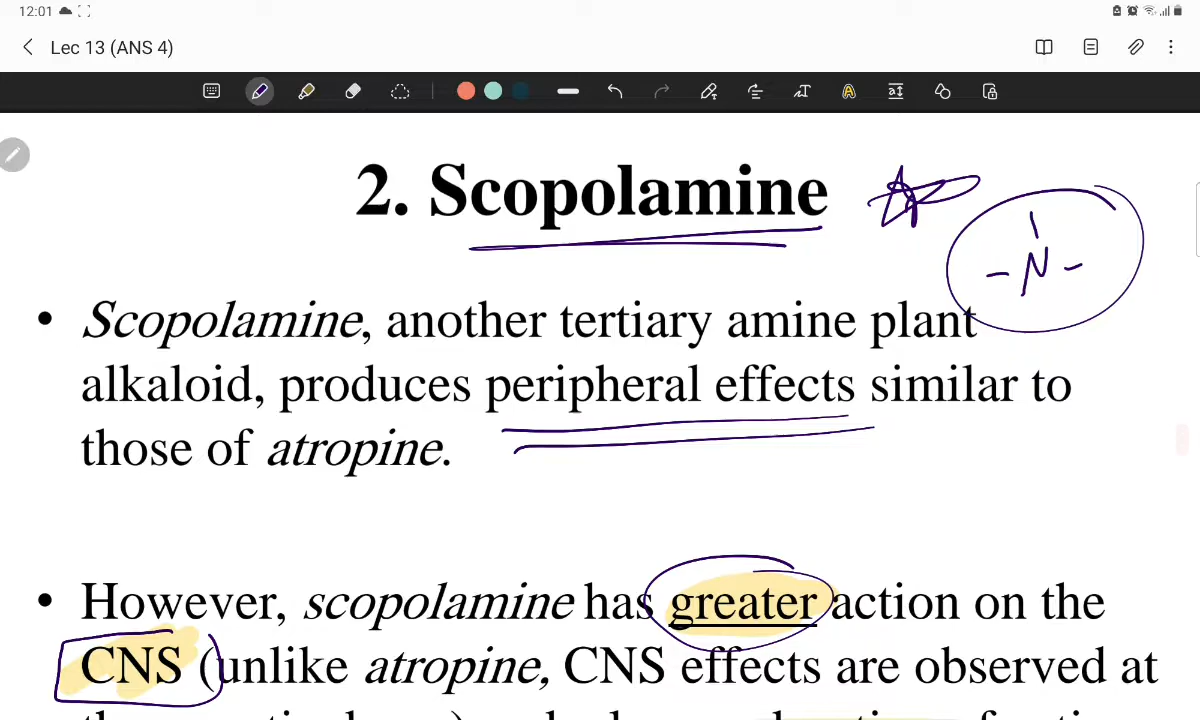 12:01
Lec 13 (ANS 4)
2. Scopolamine
-N-
• Scopolamine, another tertiary amine plant
alkaloid, produces peripheral effects similar to
those of atropine.
• However, scopolamine has greater action on the
CNS (unlike atropine, CNS effects are observed at